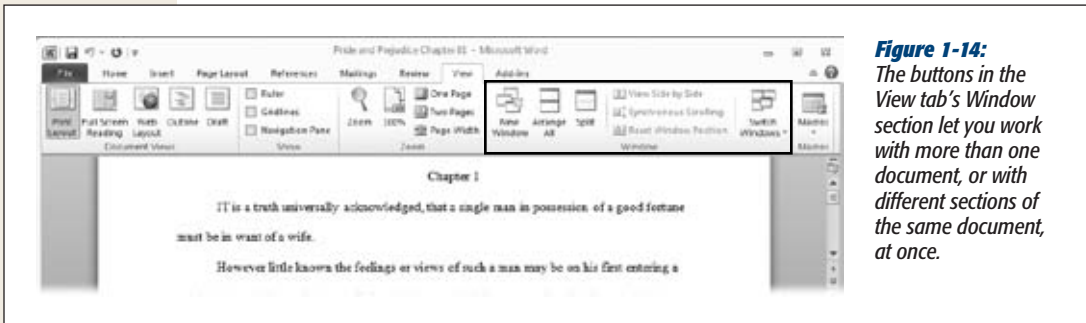 Pride and Prejudice Chapter 01 - Microsoft Word
File Home Insert Page Layout References Mailings Review View Add-Ins
Ruler One Page View Side by Side
Gridlines Two Pages Synchronous Scrolling
Navigation Pane Page Width Reset Window Position
Print Layout Full Screen Reading Web Layout Outline Draft Zoom 100% New Window Arrange All Split Switch Windows Macros
Document Views Show Zoom Window Macros
Chapter 1
IT is a truth universally acknowledged, that a single man in possession of a good fortune
must be in want of a wife.
However little known the feelings or views of such a man may be on his first entering a
Figure 1-14:
The buttons in the
View tab's Window
section let you work
with more than one
document, or with
different sections of
the same document,
at once.